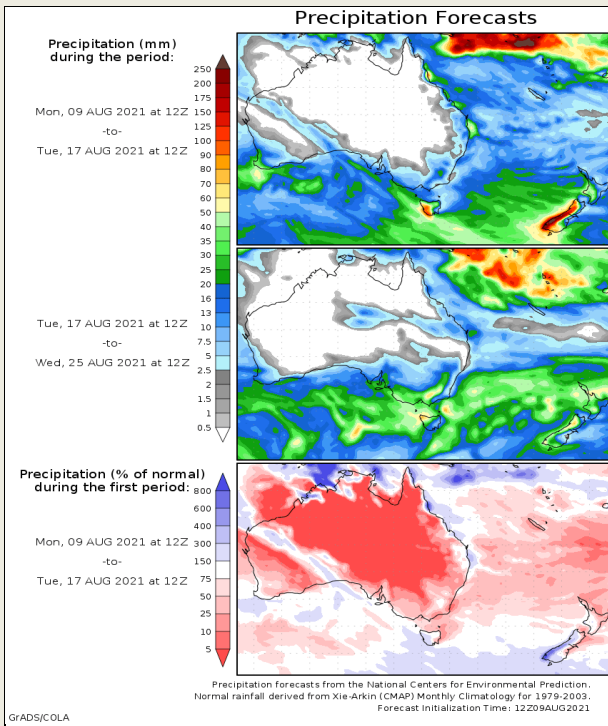 Precipitation Forecasts
Precipitation (mm)
during the period:
Mon, 09 AUG 2021 at 12Z
-to-
Tue, 17 AUG 2021 at 12Z
250
200
175
150
125
100
90
80
70
60
50
40
35
30
25
20
16
13
10
7.5
5
2.5
2
1.5
1
0.5
Tue, 17 AUG 2021 at 12Z
-to-
Wed, 25 AUG 2021 at 12Z
Precipitation (% of normal)
during the first period:
Mon, 09 AUG 2021 at 12Z
-to-
Tue, 17 AUG 2021 at 12Z
800
600
400
300
150
75
50
25
10
5
Precipitation forecasts from the National Centers for Environmental Prediction.
Normal rainfall derived from Xie-Arkin (CMAP) Monthly Climatology for 1979-2003.
Forecast Initialization Time: 12Z09AUG2021
GrADS/COLA